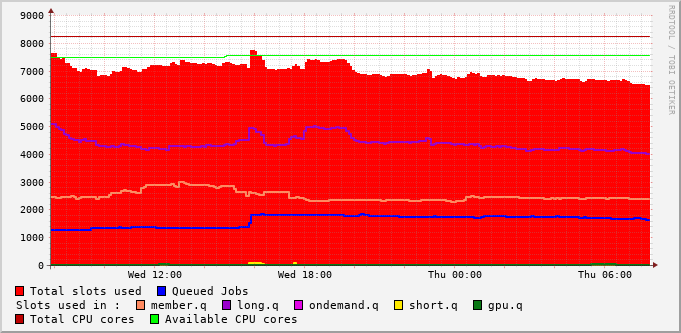 9000
8000
7000
6000
5000
4000
3000
2000
1000
0
Wed 12:00 Wed 18:00 Thu 00:00 Thu 06:00
Total slots used Queued Jobs
Slots used in : member.q long.q ondemand.q short.q gpu.q
Total CPU cores Available CPU cores
RRDTOOL / TOBI OETIKER